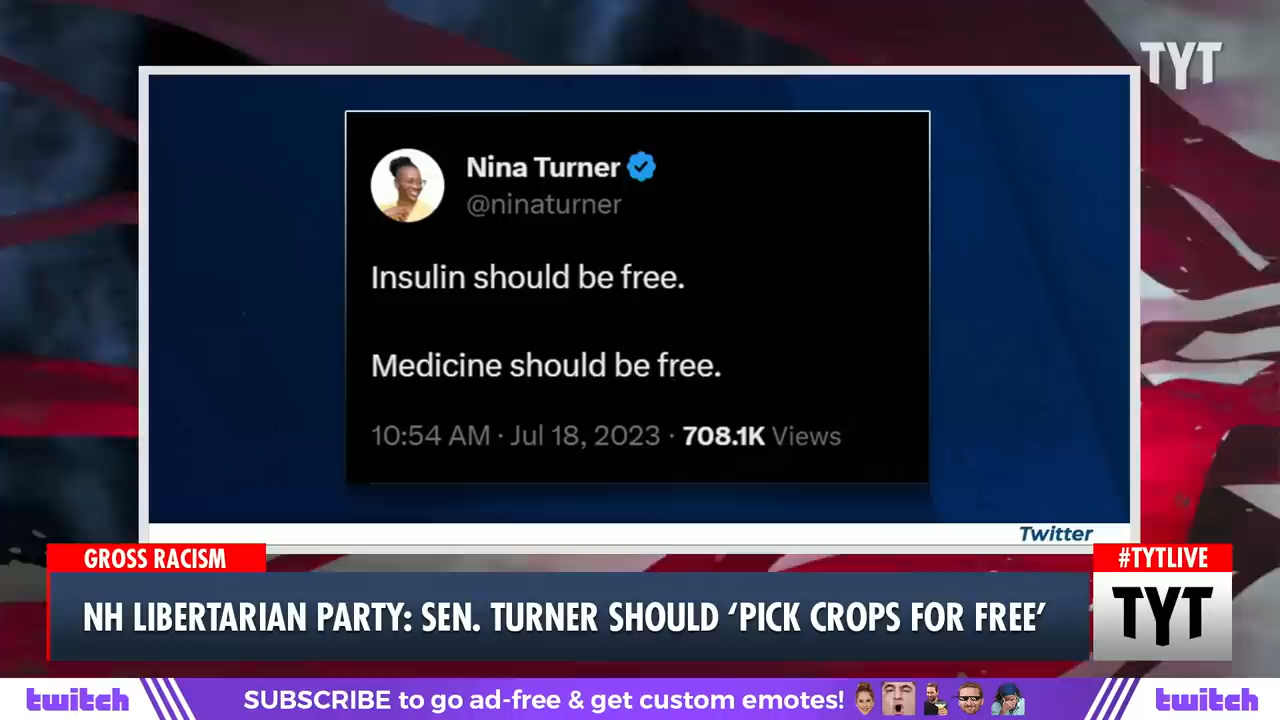 TYT
Nina Turner
@ninaturner
Insulin should be free.
Medicine should be free.
10:54 AM · Jul 18, 2023 · 708.1K Views
Twitter
GROSS RACISM
#TYTLIVE
NH LIBERTARIAN PARTY: SEN. TURNER SHOULD ‘PICK CROPS FOR FREE’
TYT
twitch
SUBSCRIBE to go ad-free & get custom emotes!
twitch